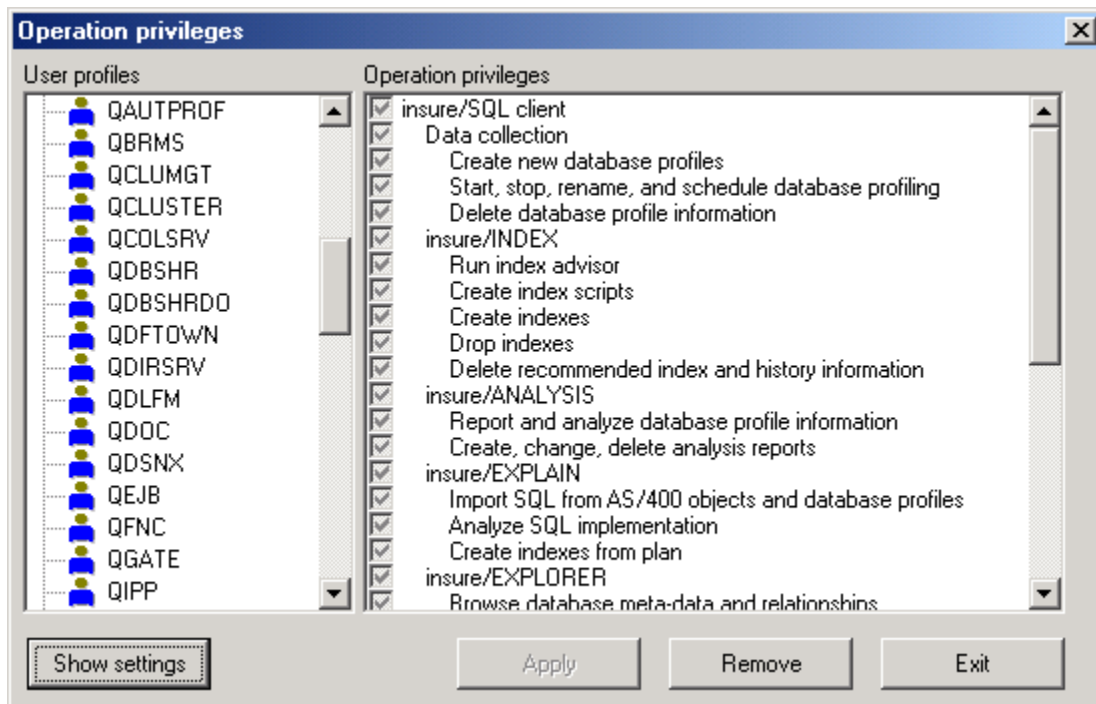 Operation privileges
User profiles
QAUTPROF
QBRMS
QCLUMGT
QCLUSTER
QCOLSRV
QDBSHR
QDBSHRDO
QDFTOWN
QDIRSRV
QDLFM
QDOC
QDSNX
QEJB
QFNC
QGATE
QIPP
Operation privileges
insure/SQL client
Data collection
Create new database profiles
Start, stop, rename, and schedule database profiling
Delete database profile information
insure/INDEX
Run index advisor
Create index scripts
Create indexes
Drop indexes
Delete recommended index and history information
insure/ANALYSIS
Report and analyze database profile information
Create, change, delete analysis reports
insure/EXPLAIN
Import SQL from AS/400 objects and database profiles
Analyze SQL implementation
Create indexes from plan
insure/EXPLORER
Browse database meta-data and relationships
Show settings
Apply
Remove
Exit